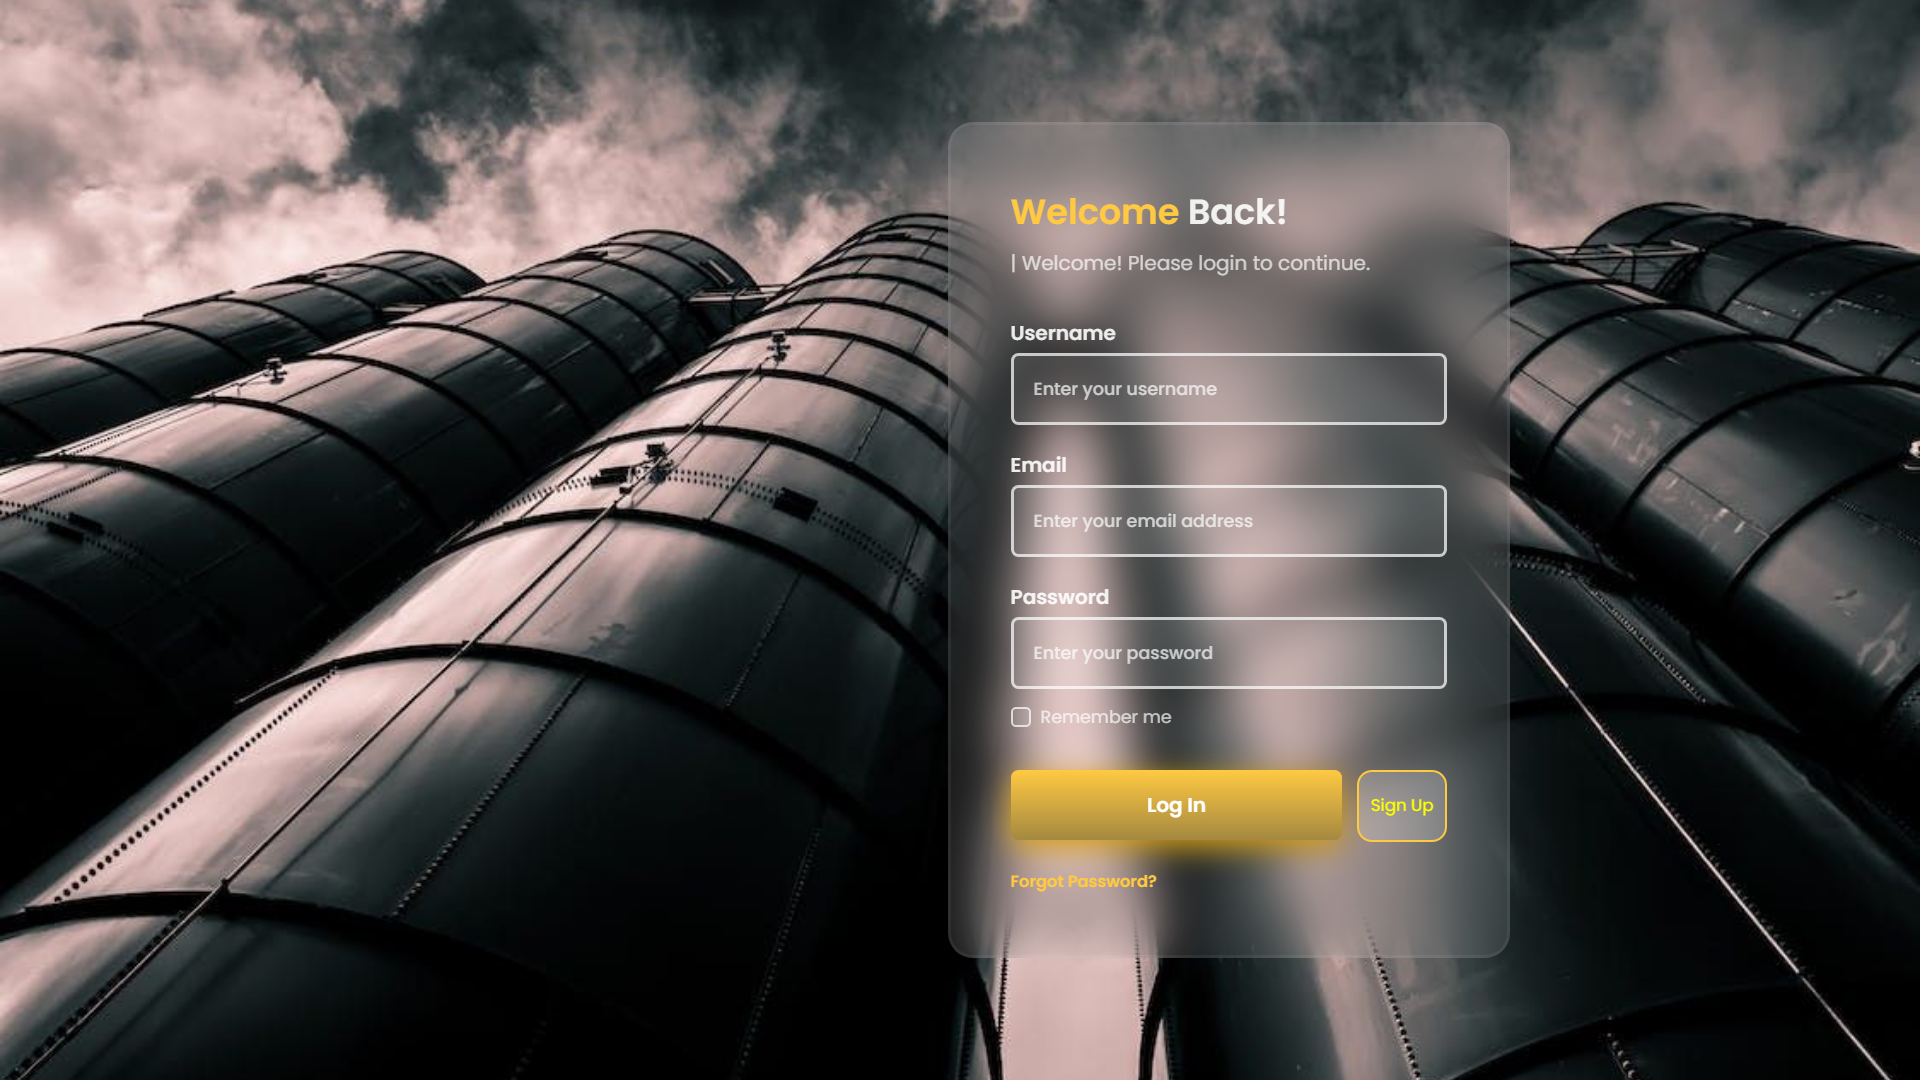 Welcome Back!
| Welcome! Please login to continue.
Username
Enter your username
Email
Enter your email address
Password
Enter your password
Remember me
Log In
Sign Up
Forgot Password?